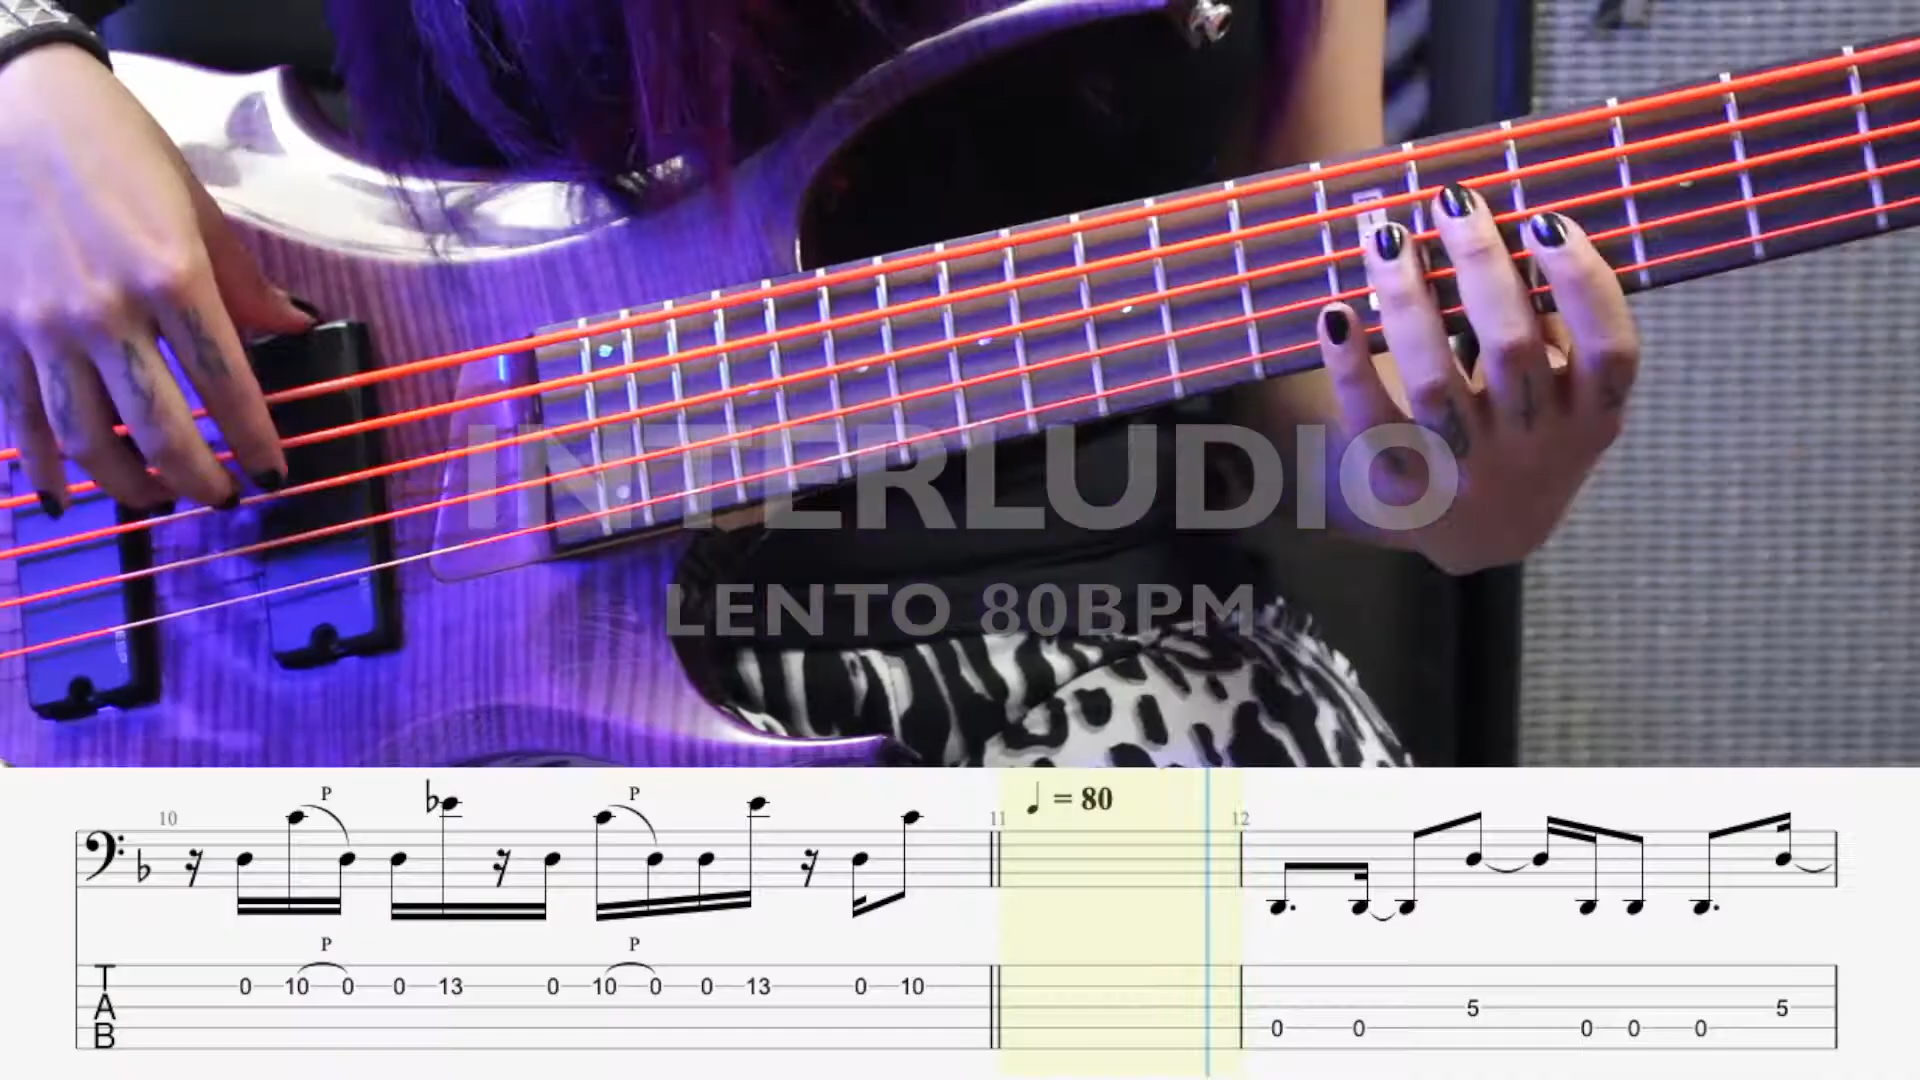 INTERLUDIO
LENTO 80BPM
P P
10 11 ♩ = 80 12
P P
T 0 10 0 0 13 0 10 0 0 13 0 10
A 5 5
B 0 0 0 0 0